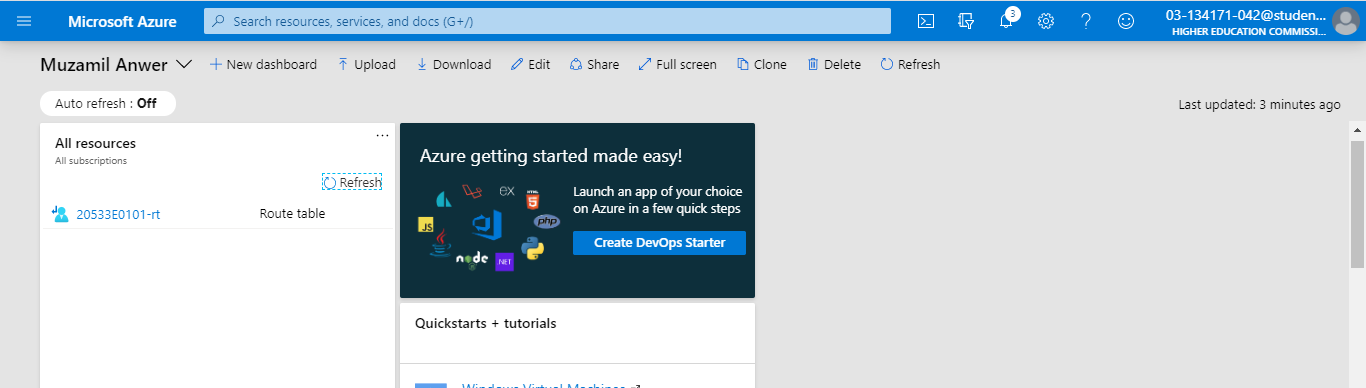 Microsoft Azure
Search resources, services, and docs (G+/)
3
03-134171-042@studen...
HIGHER EDUCATION COMMISSI...
Muzamil Anwer
New dashboard
Upload
Download
Edit
Share
Full screen
Clone
Delete
Refresh
Auto refresh : Off
Last updated: 3 minutes ago
All resources
...
All subscriptions
Refresh
20533E0101-rt
Route table
Azure getting started made easy!
Launch an app of your choice
on Azure in a few quick steps
Create DevOps Starter
ex
HTML
5
JS
php
node
NET
Quickstarts + tutorials
Windows Virtual Machines